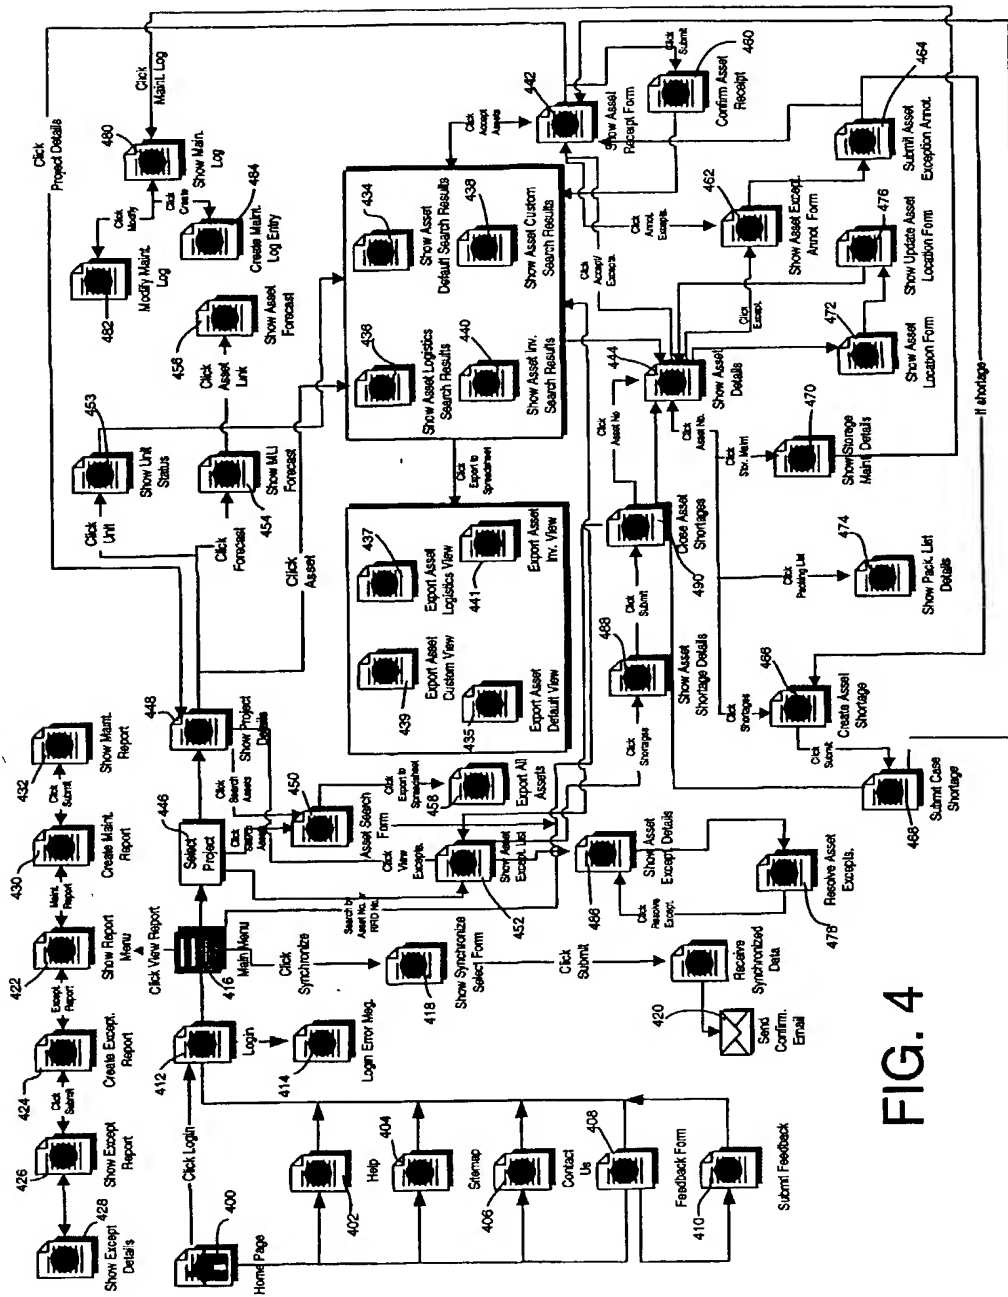 428
Show Except
Details
426
Show Except
Report
Click
Submit
424
Create Except.
Report
Except
Report
422
Show Report
Menu
Maint.
Report
430
Create Maint.
Report
Click
Submit
432
Show Maint.
Report
400
Home Page
Click Login
412
Login
414
Login Error Msg.
Click View Report
416
Main Menu
446
Select
Project
448
Show Project
Details
Click
Project Details
Click
Unit
453
Show Unit
Status
Click
Forecast
454
Show MLI
Forecast
Click
Asset
Link
456
Show Asset
Forecast
482
Modify Maint.
Log
Click
Modify
480
Show Main.
Log
Click
Create
484
Create Maint.
Log Entry
Click
Maint. Log
402
Help
404
Sitemap
406
Contact
Us
408
Feedback Form
410
Submit Feedback
Click
Synchronize
418
Show Synchronize
Select Form
Click
Submit
Receive
Synchronized
Data
420
Send
Confirm.
Email
Click
Search
Assets
450
Asset Search
Form
Click
Export to
Spreadsheet
458
Export All
Assets
Search by
Asset No. or
RFID No.
Click
View
Excepts.
452
Show Asset
Except. List
486
Show Asset
Except Details
Click
Resolve
Except.
478
Resolve Asset
Excepts.
Click
Asset
439
Export Asset
Custom View
437
Export Asset
Logistics View
435
Export Asset
Default View
441
Export Asset
Inv. View
Click
Export to
Spreadsheet
436
Show Asset Logistics
Search Results
434
Show Asset
Default Search Results
440
Show Asset Inv.
Search Results
438
Show Asset Custom
Search Results
Click
Accept
Assets
442
Show Asset
Receipt Form
Click
Submit
460
Confirm Asset
Receipt
Click
Accept/
Excepts.
Click
Annot.
Excepts.
462
Show Asset Except.
Annot Form
464
Submit Asset
Exception Annot.
Click
Except
444
Show Asset
Details
Click
Asset No
Click
Asset No.
472
Show Asset
Location Form
476
Show Update Asset
Location Form
Click
Stor. Maint
470
Show Storage
Maint. Details
Click
Packing List
474
Show Pack. List
Details
Click
Shortages
466
Create Asset
Shortage
Click
Submit
468
Submit Case
Shortage
If shortage
Click
Shortages
488
Show Asset
Shortage Details
Click
Submit
490
Close Asset
Shortages
FIG. 4